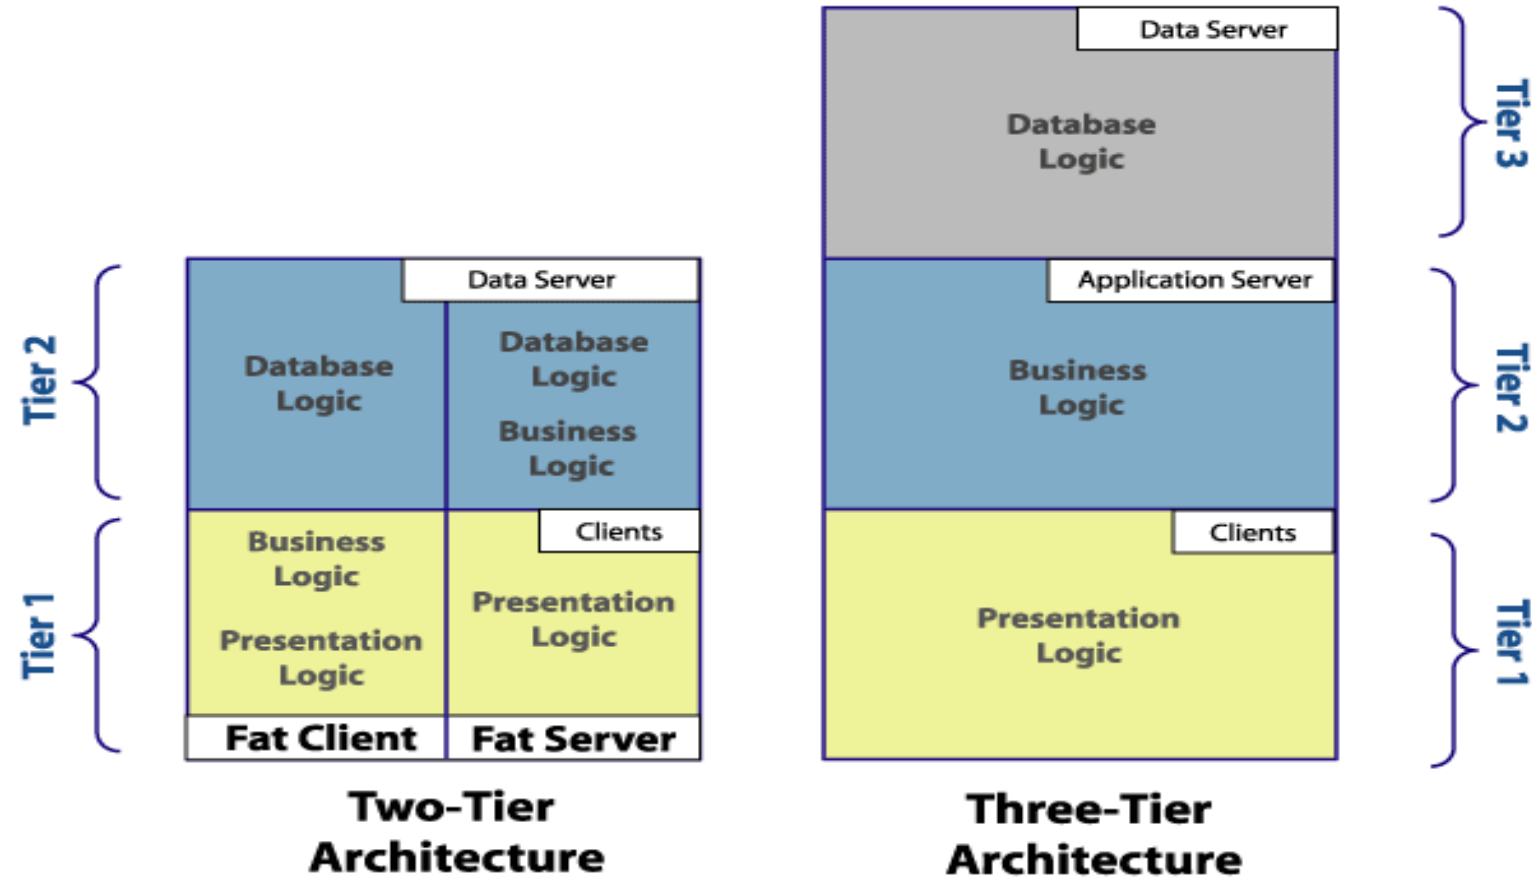 Tier 2
Tier 1
Data Server
Database
Logic
Database
Logic
Business
Logic
Clients
Business
Logic
Presentation
Logic
Presentation
Logic
Fat Client
Fat Server
Two-Tier
Architecture
Data Server
Database
Logic
Application Server
Business
Logic
Clients
Presentation
Logic
Three-Tier
Architecture
Tier 3
Tier 2
Tier 1